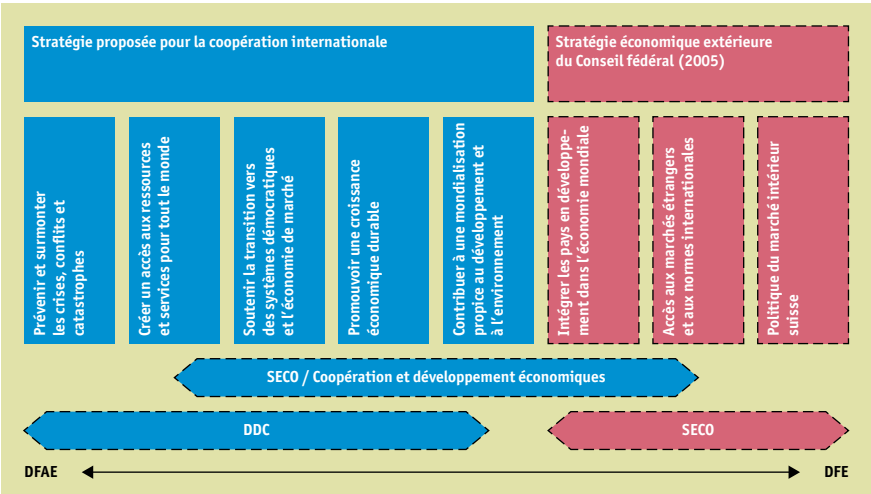 Stratégie proposée pour la coopération internationale
Stratégie économique extérieure
du Conseil fédéral (2005)
Prévenir et surmonter
les crises, conflits et
catastrophes
Créer un accès aux ressources
et services pour tout le monde
Soutenir la transition vers
des systèmes démocratiques
et l'économie de marché
Promouvoir une croissance
économique durable
Contribuer à une mondialisation
propice au développement et
à l'environnement
Intégrer les pays en développe-
ment dans l'économie mondiale
Accès aux marchés étrangers
et aux normes internationales
Politique du marché intérieur
suisse
SECO / Coopération et développement économiques
DDC
SECO
DFAE
DFE